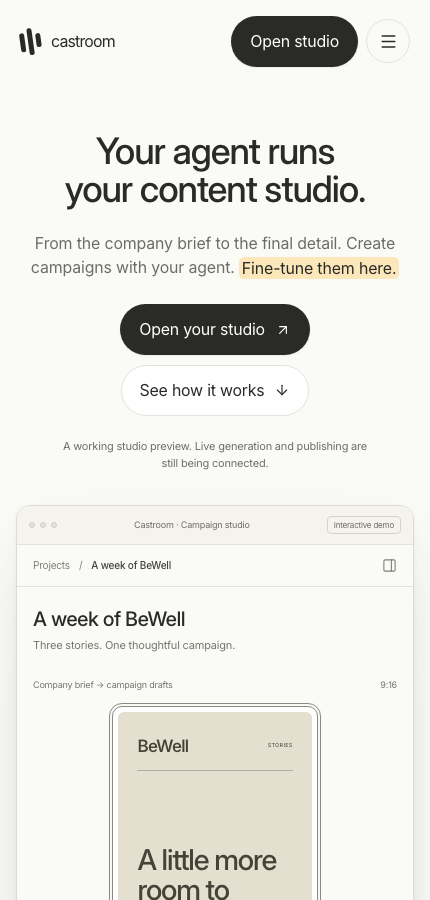 castroom
Open studio
Your agent runs
your content studio.
From the company brief to the final detail. Create
campaigns with your agent. Fine-tune them here.
Open your studio ↗
See how it works ↓
A working studio preview. Live generation and publishing are
still being connected.
Castroom · Campaign studio
Interactive demo
Projects / A week of BeWell
A week of BeWell
Three stories. One thoughtful campaign.
Company brief → campaign drafts
9:16
BeWell
STORIES
A little more
room to